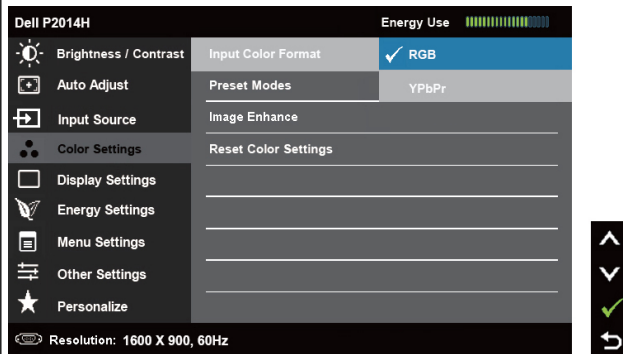 Dell P2014H Energy Use
Brightness / Contrast Input Color Format RGB
Auto Adjust Preset Modes YPbPr
Input Source Image Enhance
Color Settings Reset Color Settings
Display Settings
Energy Settings
Menu Settings
Other Settings
Personalize
Resolution: 1600 X 900, 60Hz